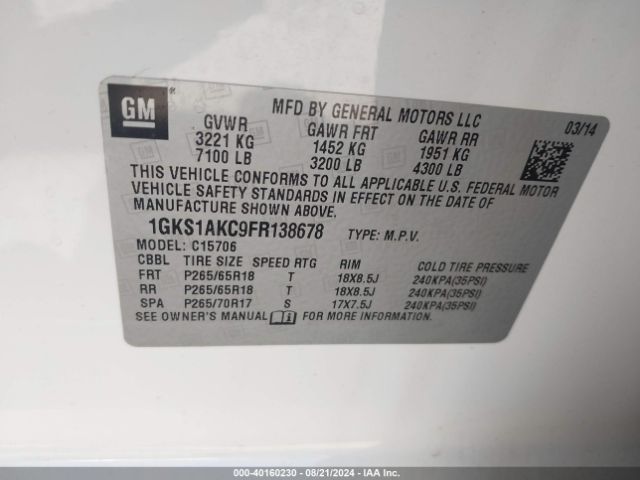 GM
MFD BY GENERAL MOTORS LLC
03/14
GVWR GAWR FRT GAWR RR
3221 KG 1452 KG 1951 KG
7100 LB 3200 LB 4300 LB
THIS VEHICLE CONFORMS TO ALL APPLICABLE U.S. FEDERAL MOTOR
VEHICLE SAFETY STANDARDS IN EFFECT ON THE DATE OF
MANUFACTURE SHOWN ABOVE.
1GKS1AKC9FR138678 TYPE: M.P.V.
MODEL: C15706
CBBL TIRE SIZE SPEED RTG RIM COLD TIRE PRESSURE
FRT P265/65R18 T 18X8.5J 240KPA(35PSI)
RR P265/65R18 T 18X8.5J 240KPA(35PSI)
SPA P265/70R17 S 17X7.5J 240KPA(35PSI)
SEE OWNER'S MANUAL FOR MORE INFORMATION.
000-40160230 - 08/21/2024 - IAA Inc.